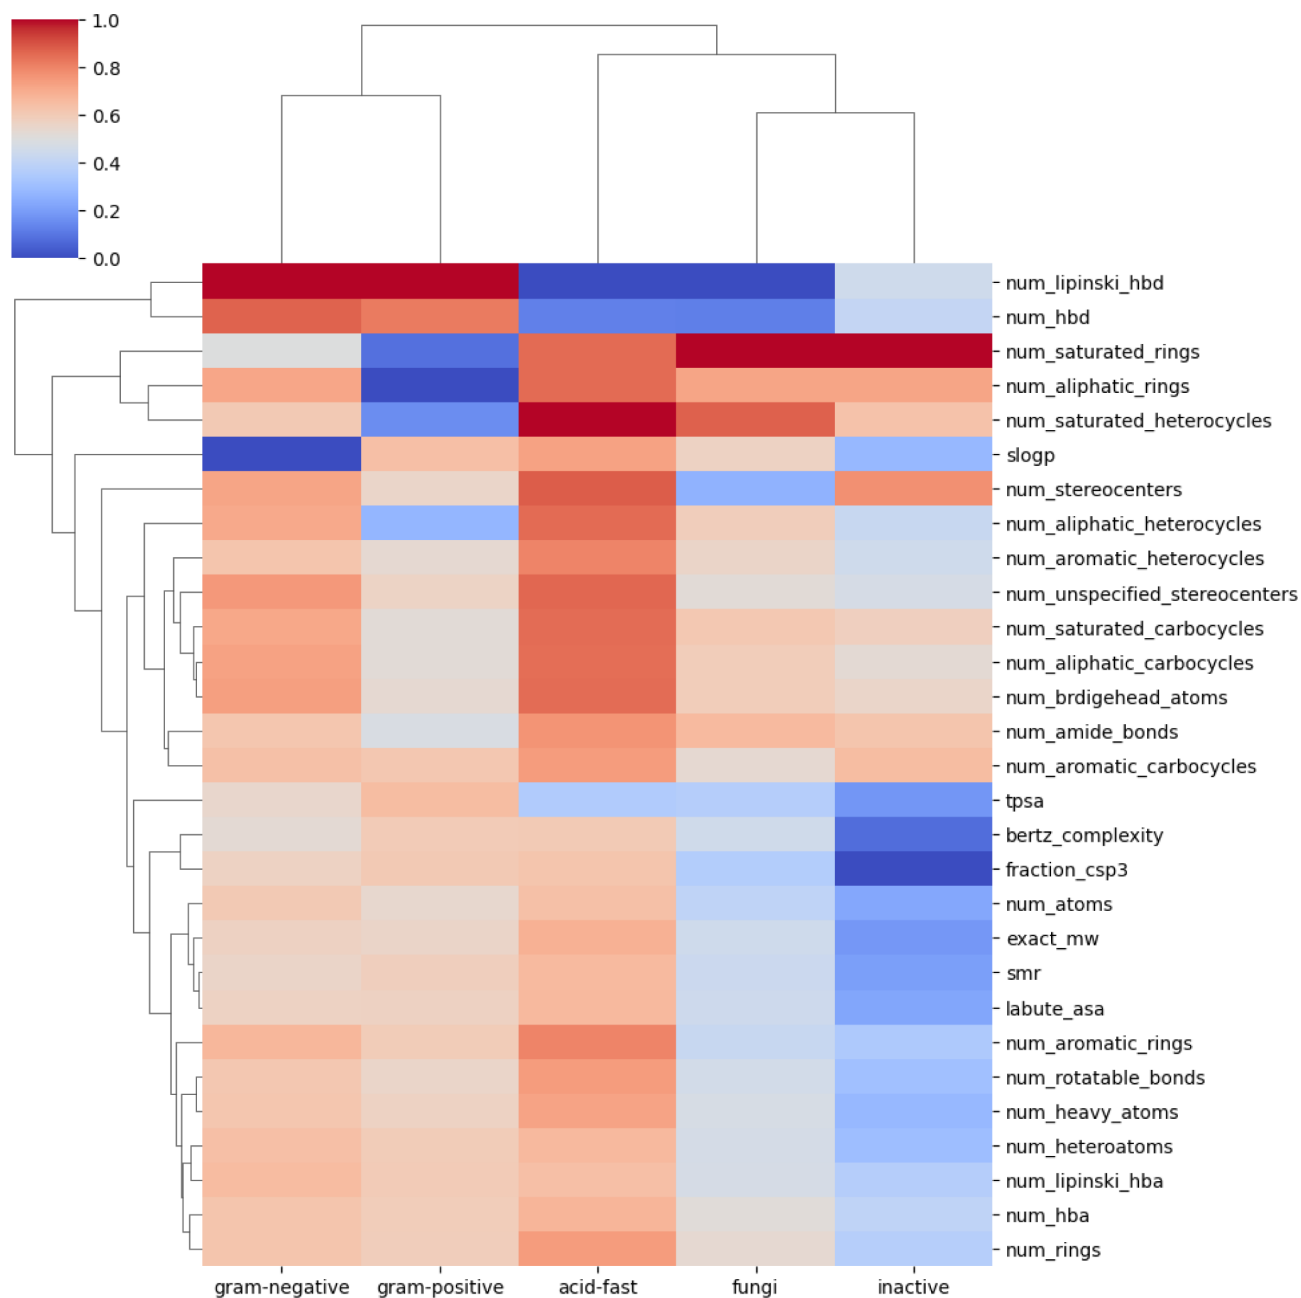 1.0
0.8
0.6
0.4
0.2
0.0
num_lipinski_hbd
num_hbd
num_saturated_rings
num_aliphatic_rings
num_saturated_heterocycles
slogp
num_stereocenters
num_aliphatic_heterocycles
num_aromatic_heterocycles
num_unspecified_stereocenters
num_saturated_carbocycles
num_aliphatic_carbocycles
num_brdigehead_atoms
num_amide_bonds
num_aromatic_carbocycles
tpsa
bertz_complexity
fraction_csp3
num_atoms
exact_mw
smr
labute_asa
num_aromatic_rings
num_rotatable_bonds
num_heavy_atoms
num_heteroatoms
num_lipinski_hba
num_hba
num_rings
gram-negative gram-positive acid-fast fungi inactive